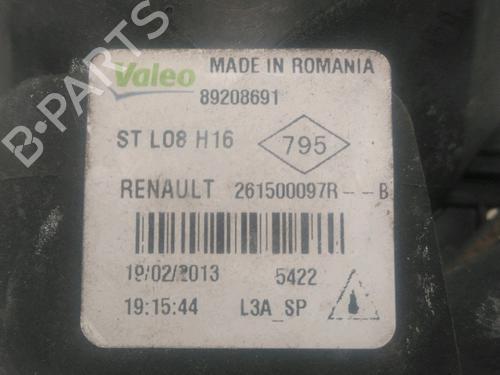 B-PARTS
Valeo MADE IN ROMANIA
89208691
ST L08 H16 795
RENAULT 261500097R--B
19/02/2013 5422
19:15:44 L3A_SP